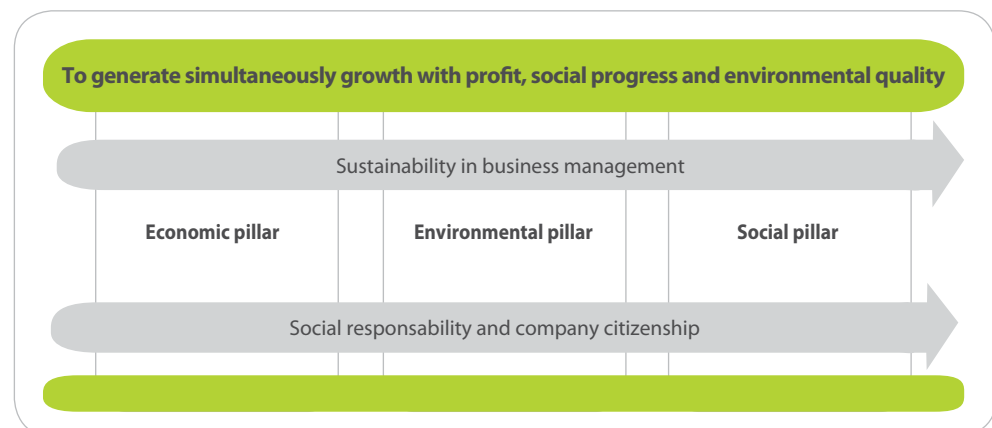 To generate simultaneously growth with profit, social progress and environmental quality
Sustainability in business management
Economic pillar
Environmental pillar
Social pillar
Social responsability and company citizenship